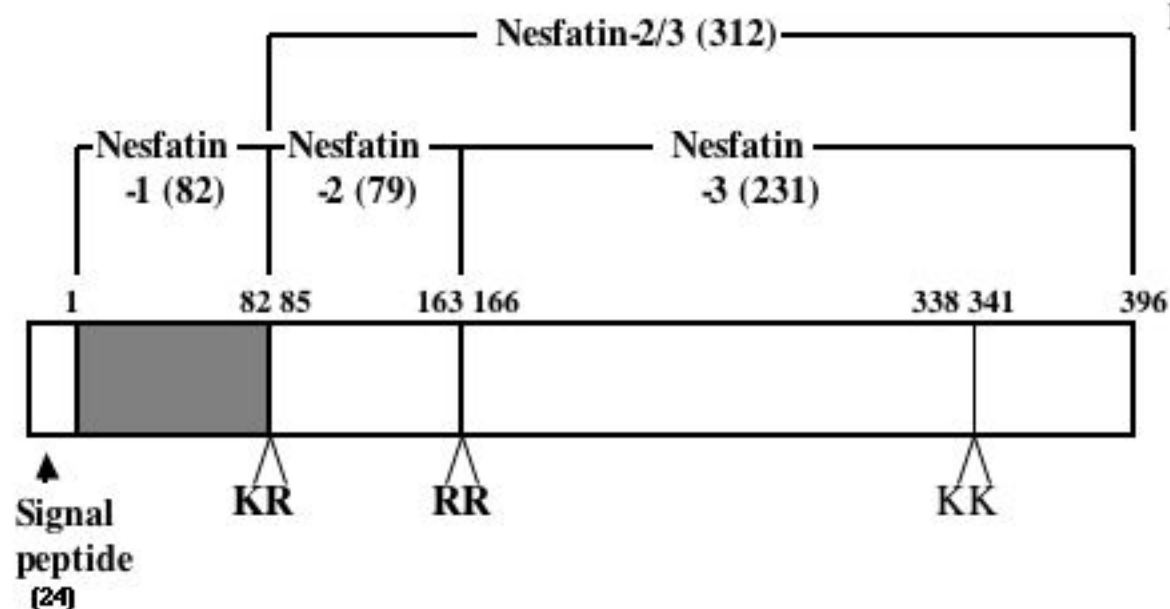 Nesfatin-2/3 (312)
Nesfatin
-1 (82)
Nesfatin
-2 (79)
Nesfatin
-3 (231)
1 82 85 163 166 338 341 396
KR RR KK
Signal
peptide
(24)